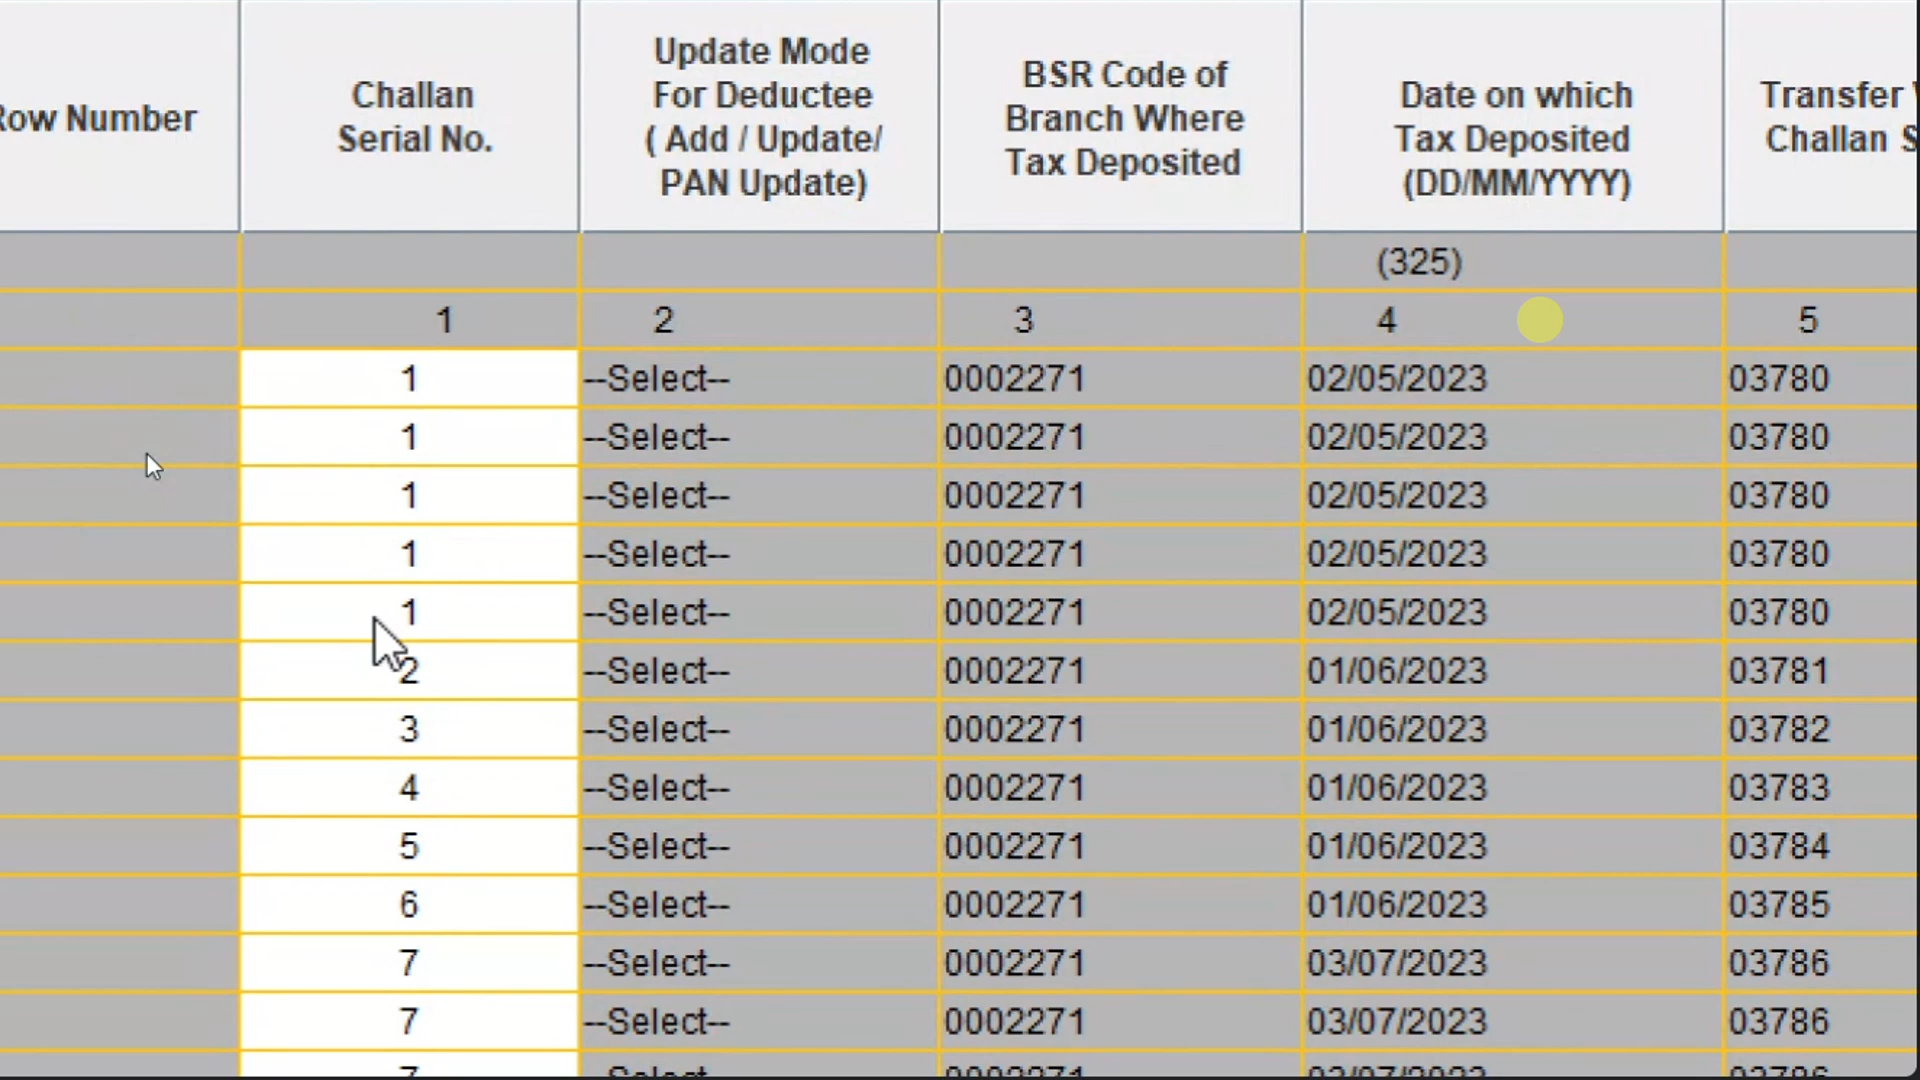 Row Number
Challan
Serial No.
Update Mode
For Deductee
( Add / Update/
PAN Update)
BSR Code of
Branch Where
Tax Deposited
Date on which
Tax Deposited
(DD/MM/YYYY)
Transfer
Challan S
(325)
1 2 3 4 5
1 --Select-- 0002271 02/05/2023 03780
1 --Select-- 0002271 02/05/2023 03780
1 --Select-- 0002271 02/05/2023 03780
1 --Select-- 0002271 02/05/2023 03780
1 --Select-- 0002271 02/05/2023 03780
2 --Select-- 0002271 01/06/2023 03781
3 --Select-- 0002271 01/06/2023 03782
4 --Select-- 0002271 01/06/2023 03783
5 --Select-- 0002271 01/06/2023 03784
6 --Select-- 0002271 01/06/2023 03785
7 --Select-- 0002271 03/07/2023 03786
7 --Select-- 0002271 03/07/2023 03786